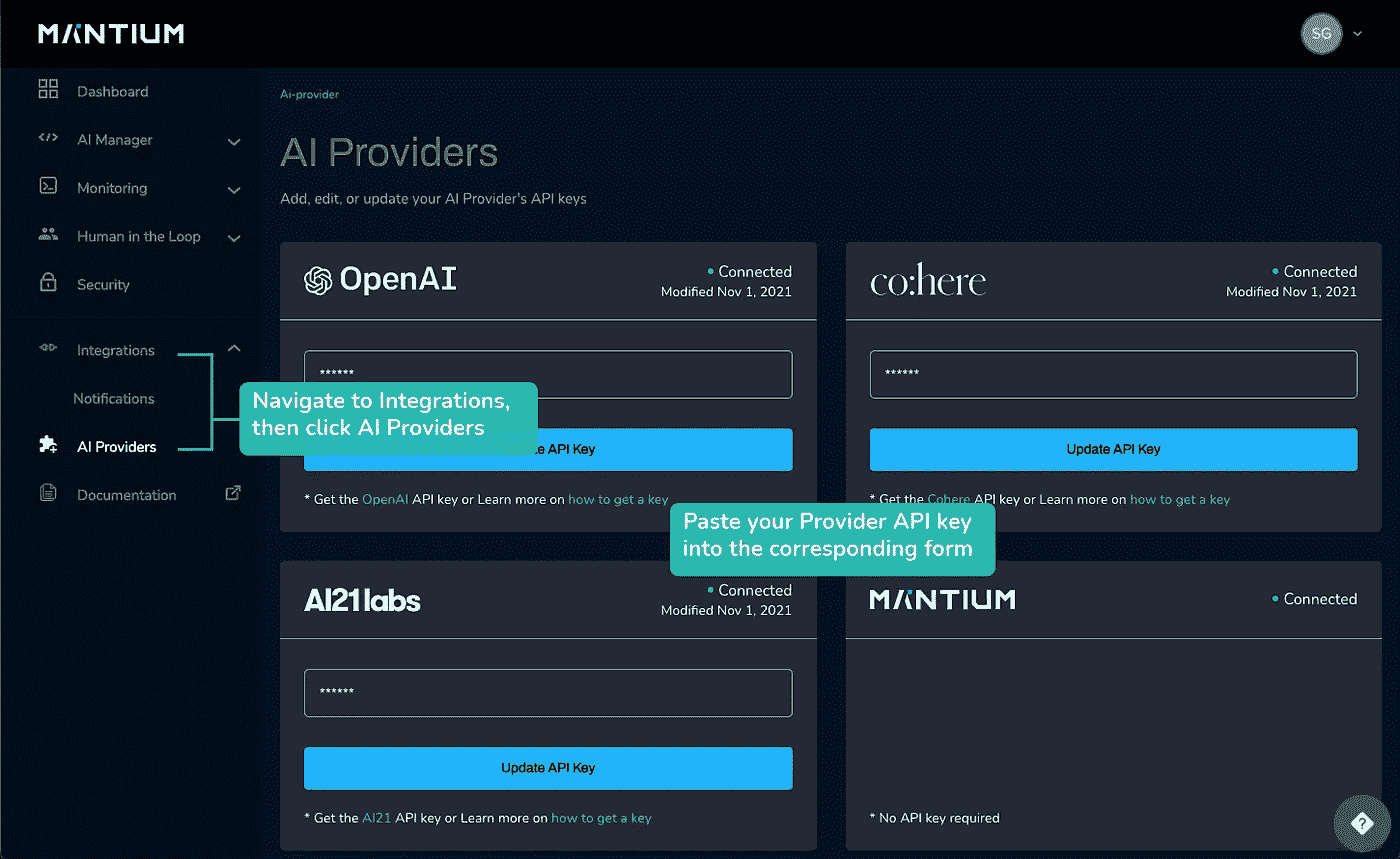 MANTIUM
SG
Dashboard
AI Manager
Monitoring
Human in the Loop
Security
Integrations
Notifications
AI Providers
Documentation
Ai-provider
AI Providers
Add, edit, or update your AI Provider's API keys
OpenAI
Connected
Modified Nov 1, 2021
******
Navigate to Integrations,
then click AI Providers
API Key
* Get the OpenAI API key or Learn more on how to get a key
co:here
Connected
Modified Nov 1, 2021
******
Update API Key
* Get the Cohere API key or Learn more on how to get a key
Paste your Provider API key
into the corresponding form
AI21labs
Connected
Modified Nov 1, 2021
******
Update API Key
* Get the AI21 API key or Learn more on how to get a key
MANTIUM
Connected
* No API key required
?